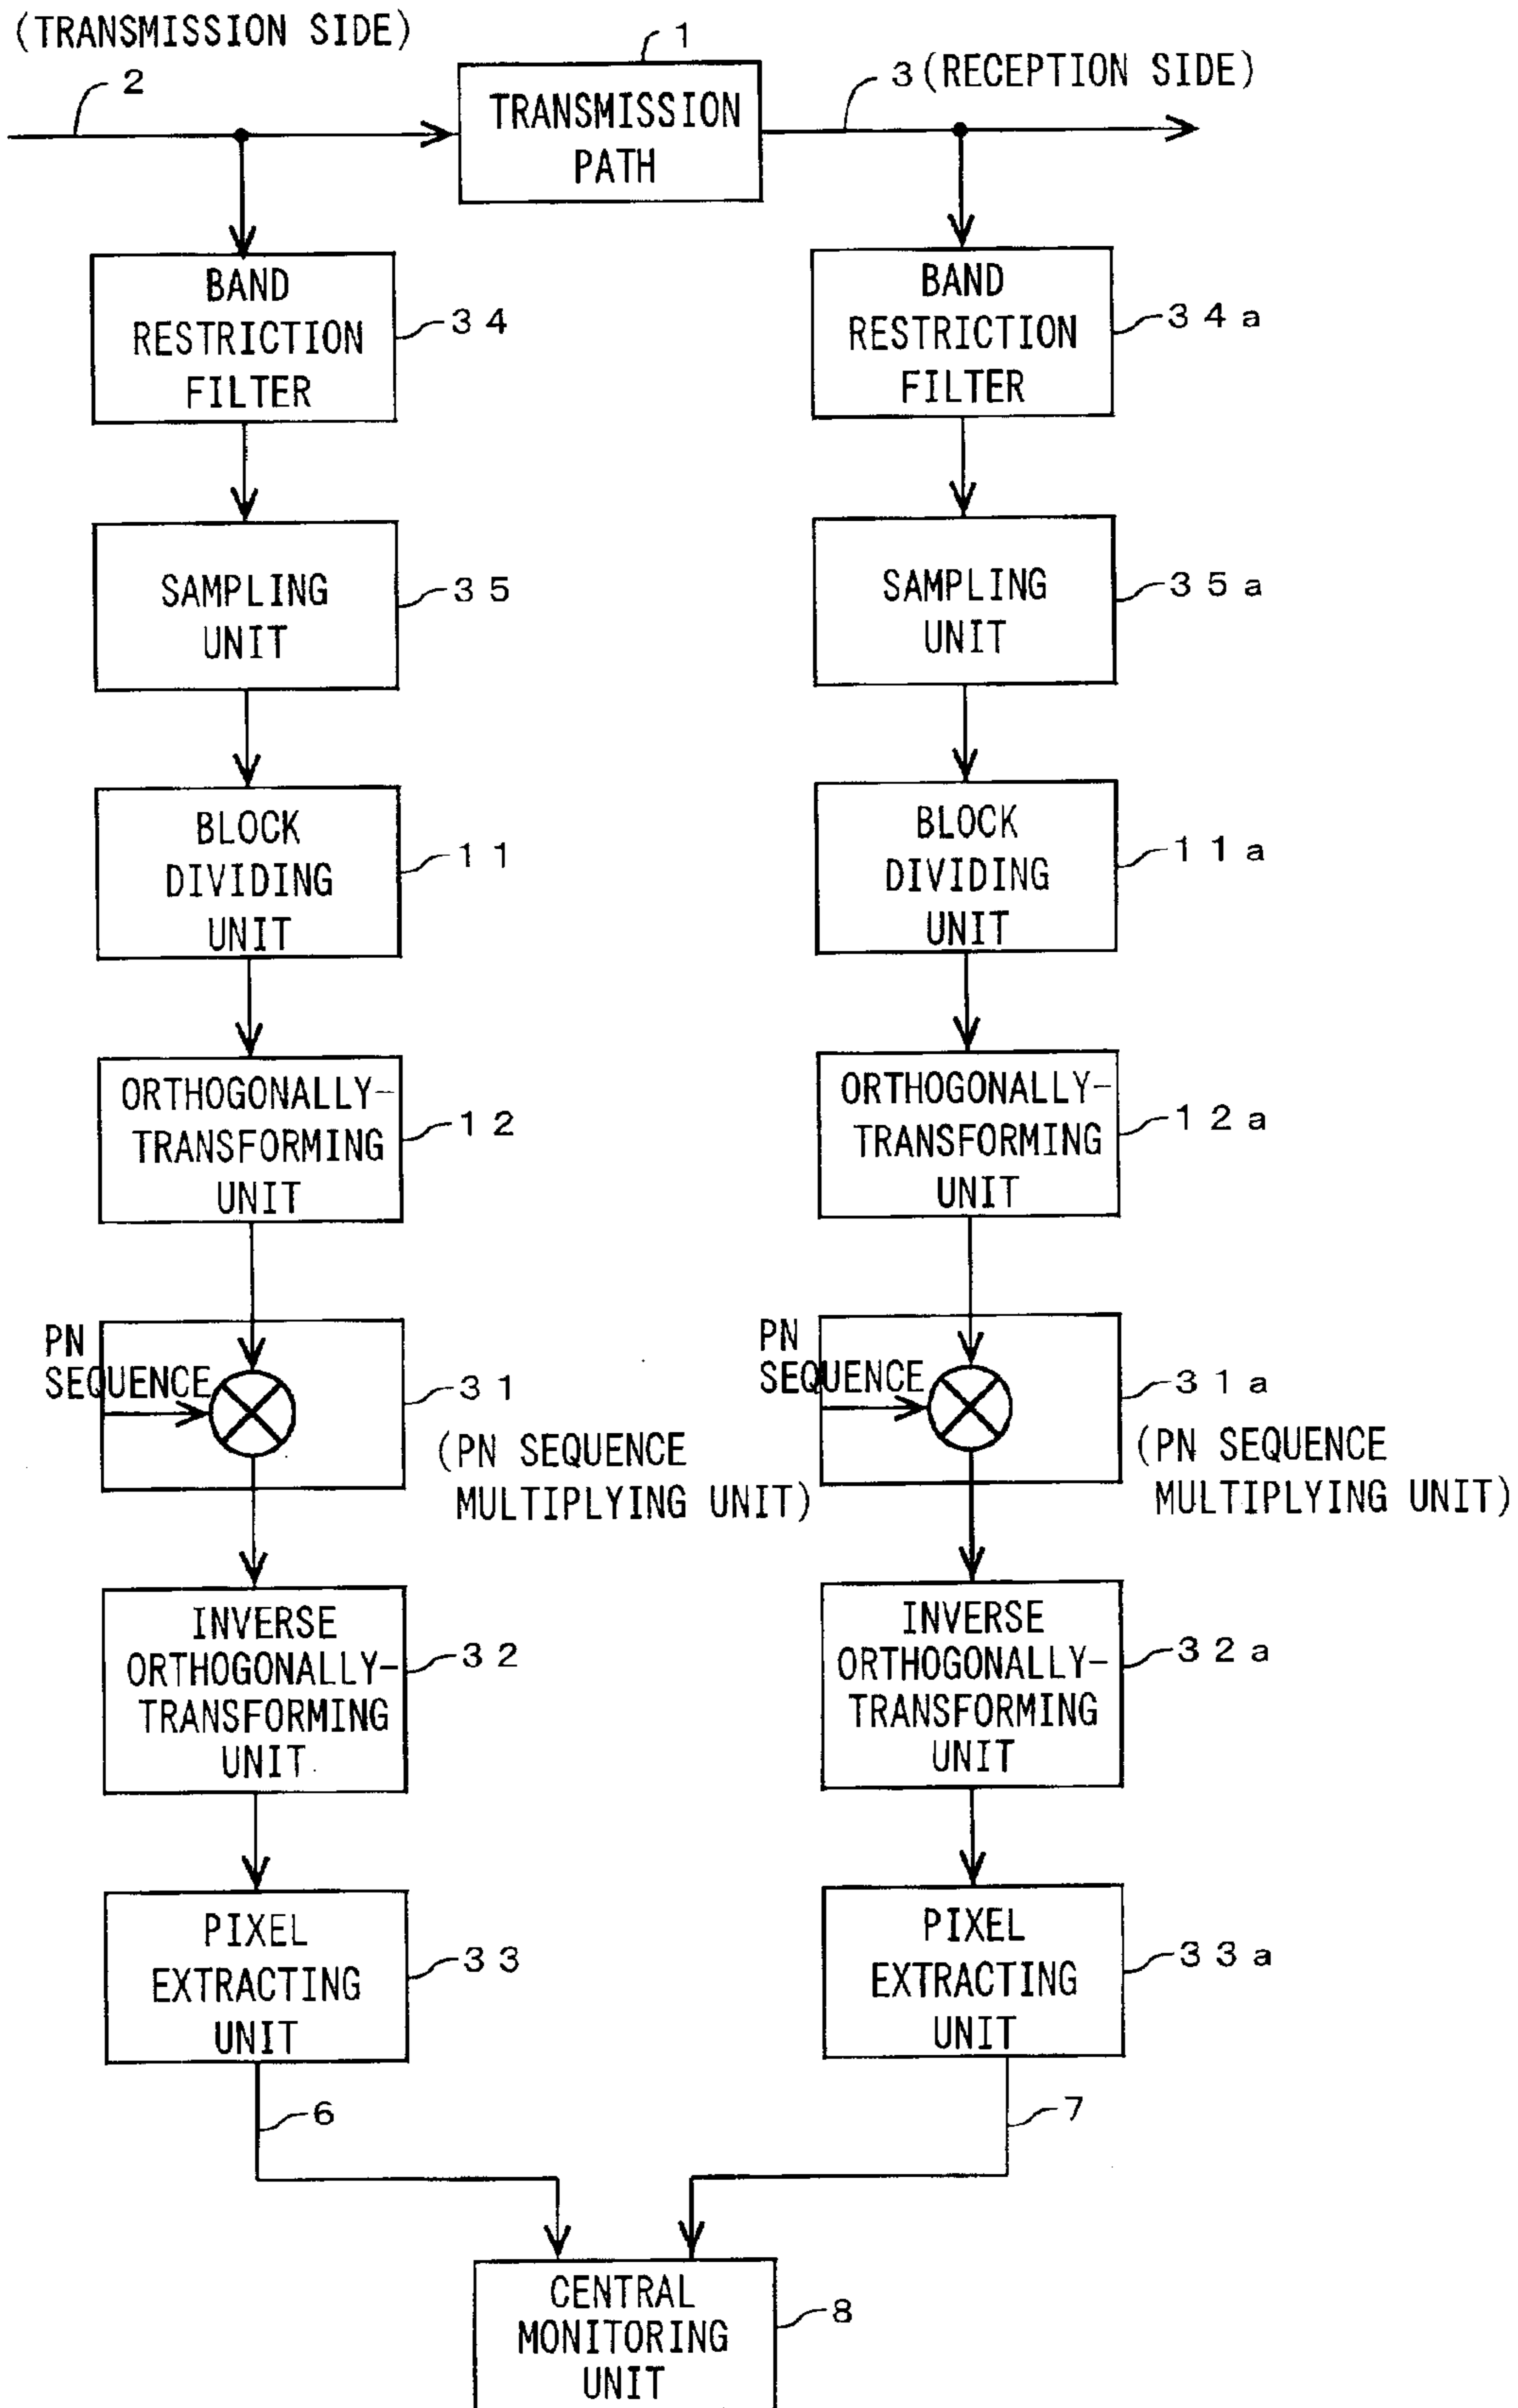 (TRANSMISSION SIDE)
1
2
3 (RECEPTION SIDE)
TRANSMISSION
PATH
BAND
RESTRICTION
FILTER
34
BAND
RESTRICTION
FILTER
34a
SAMPLING
UNIT
35
SAMPLING
UNIT
35a
BLOCK
DIVIDING
UNIT
11
BLOCK
DIVIDING
UNIT
11a
ORTHOGONALLY-
TRANSFORMING
UNIT
12
ORTHOGONALLY-
TRANSFORMING
UNIT
12a
PN
SEQUENCE
31
(PN SEQUENCE
MULTIPLYING UNIT)
PN
SEQUENCE
31a
(PN SEQUENCE
MULTIPLYING UNIT)
INVERSE
ORTHOGONALLY-
TRANSFORMING
UNIT
32
INVERSE
ORTHOGONALLY-
TRANSFORMING
UNIT
32a
PIXEL
EXTRACTING
UNIT
33
PIXEL
EXTRACTING
UNIT
33a
6
7
CENTRAL
MONITORING
UNIT
8